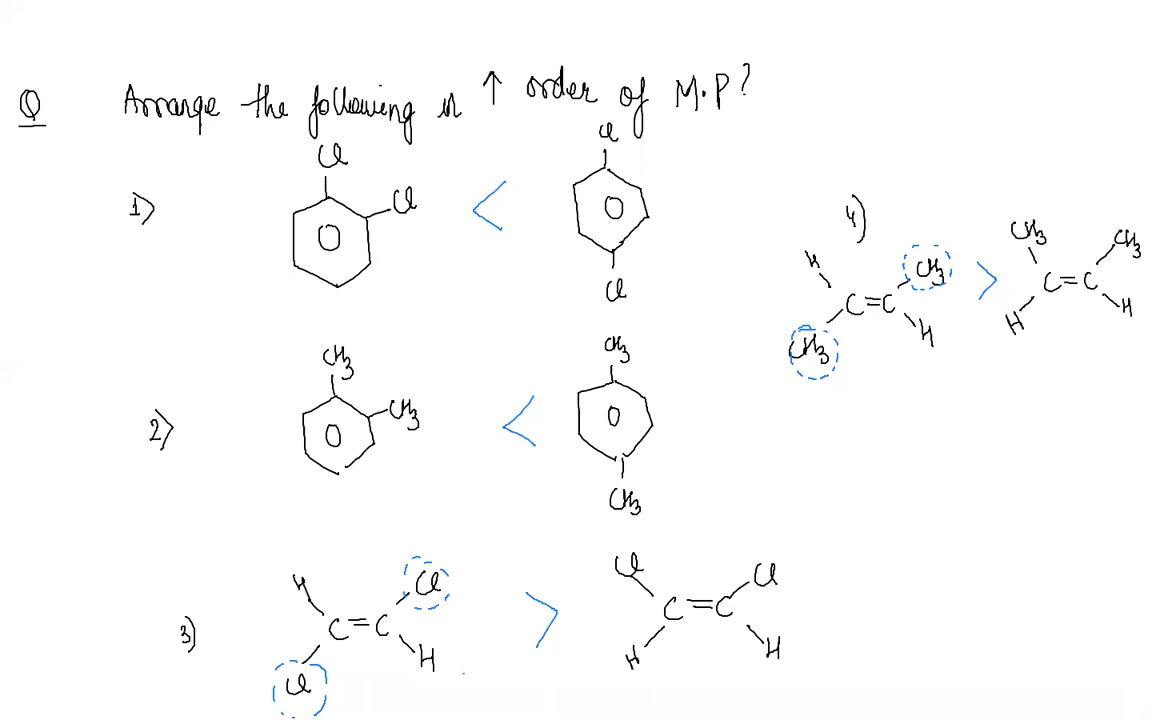 Q Arrange the following in ↑ order of M.P?
1)
Cl
Cl
<
Cl
Cl
2)
CH3
CH3
<
CH3
CH3
3)
H
Cl
C=C
Cl
H
>
Cl
Cl
C=C
H
H
4)
H
CH3
C=C
CH3
H
>
CH3
CH3
C=C
H
H